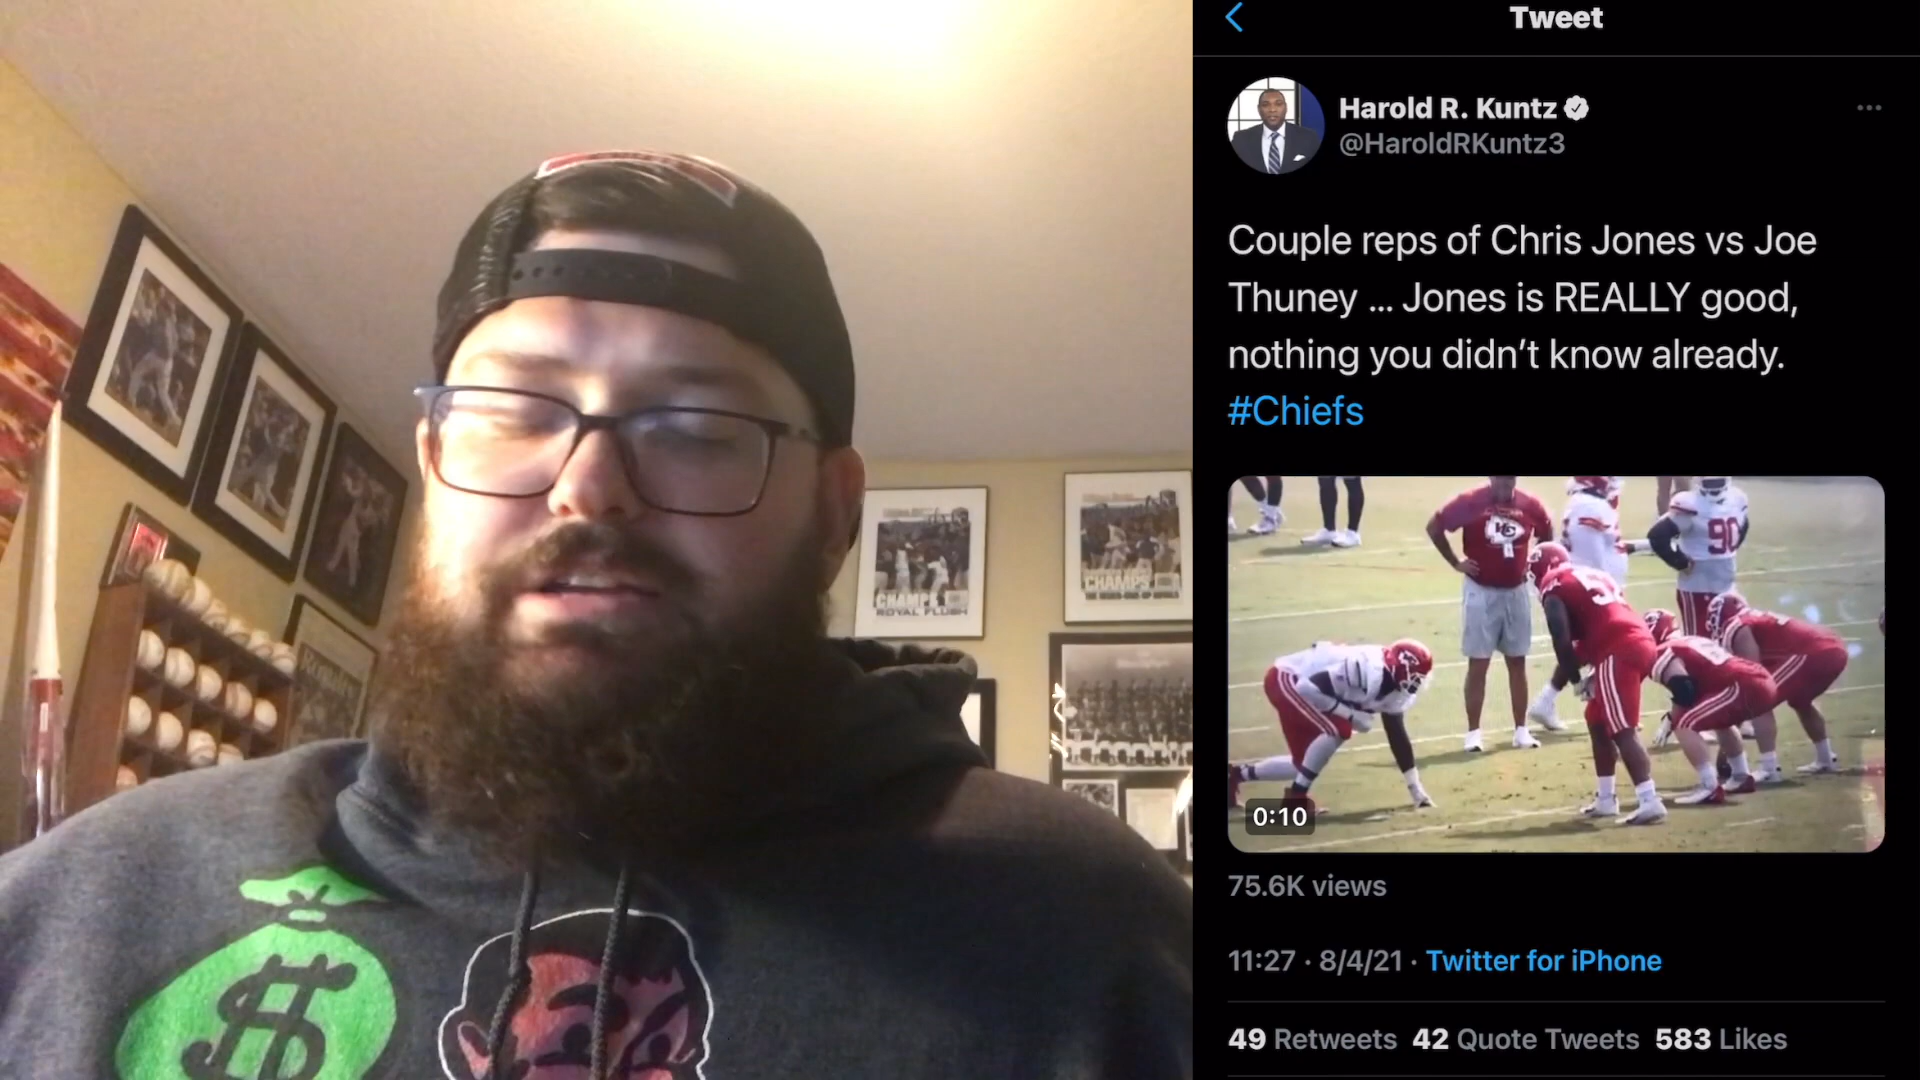 Tweet
Harold R. Kuntz
@HaroldRKuntz3
Couple reps of Chris Jones vs Joe
Thuney ... Jones is REALLY good,
nothing you didn’t know already.
#Chiefs
90
KC
0:10
75.6K views
11:27 · 8/4/21 · Twitter for iPhone
49 Retweets 42 Quote Tweets 583 Likes
CHAMPS
ROYAL FLUSH
CHAMPS
$